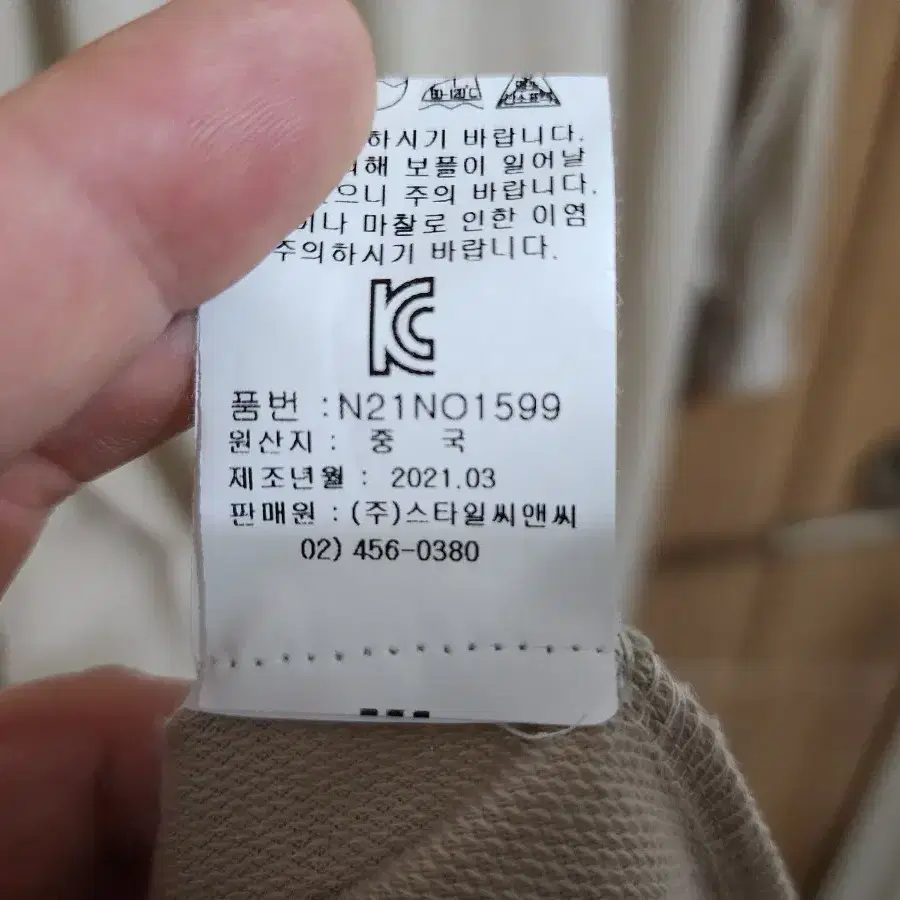 하시기 바랍니다.
해 보풀이 일어날
으니 주의 바랍니다.
이나 마찰로 인한 이염
주의하시기 바랍니다.
KC
품번 : N21NO1599
원산지 : 중 국
제조년월 : 2021.03
판매원 : (주)스타일씨앤씨
02) 456-0380